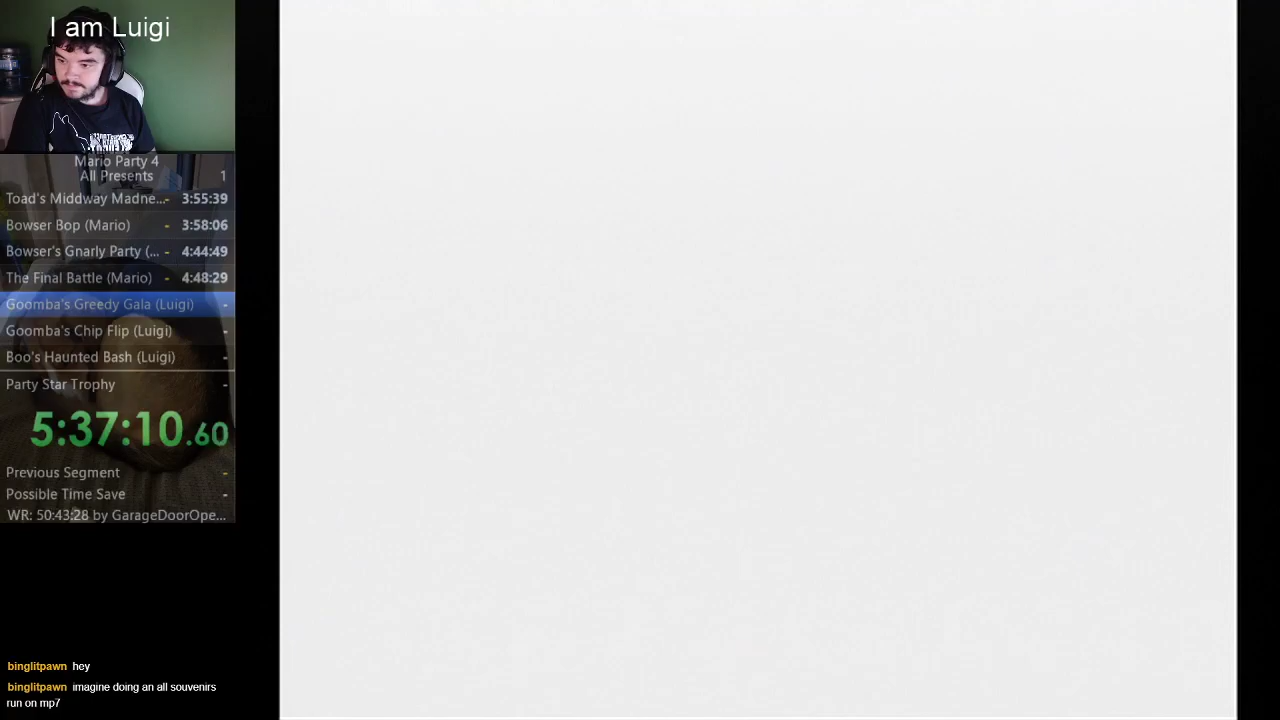 I am Luigi
Mario Party 4
All Presents 1
Toad's Middway Madne... - 3:55:39
Bowser Bop (Mario) - 3:58:06
Bowser's Gnarly Party (... - 4:44:49
The Final Battle (Mario) - 4:48:29
Goomba's Greedy Gala (Luigi) -
Goomba's Chip Flip (Luigi) -
Boo's Haunted Bash (Luigi) -
Party Star Trophy -
5:37:10.60
Previous Segment -
Possible Time Save -
WR: 50:43:28 by GarageDoorOpe...
binglitpawn hey
binglitpawn imagine doing an all souvenirs
run on mp7